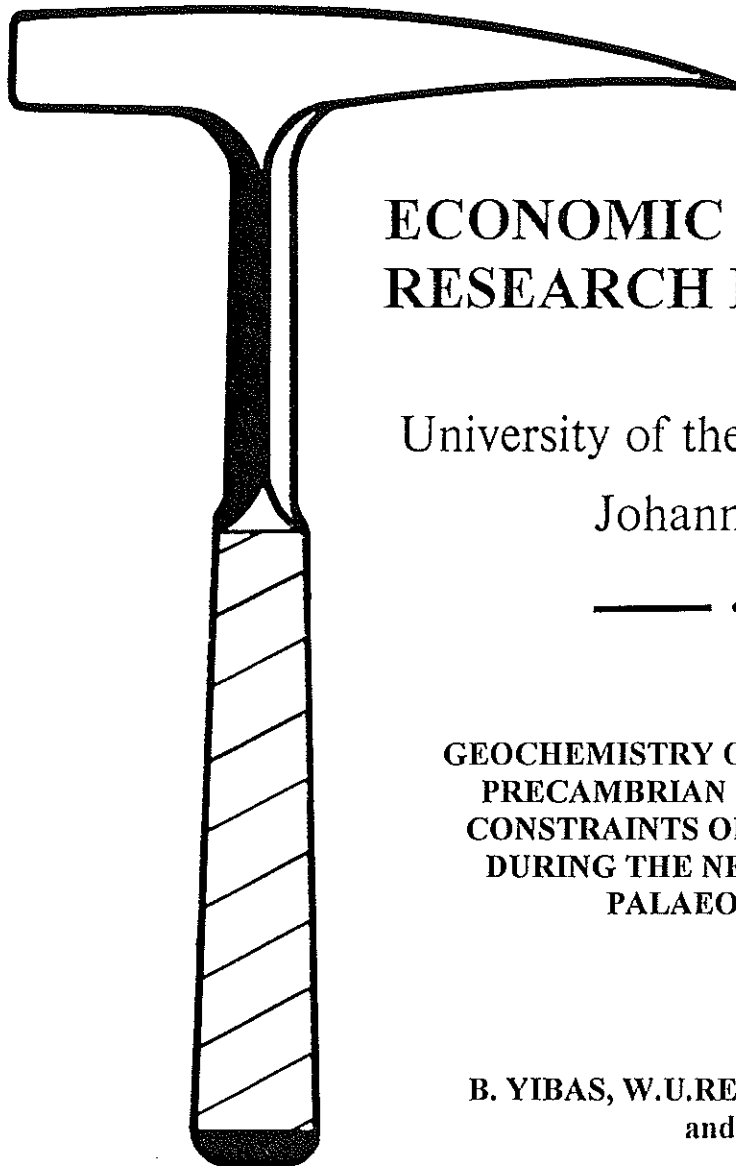 ECONOMIC
RESEARCH
University of the
Johann
GEOCHEMISTRY O
PRECAMBRIAN
CONSTRAINTS O
DURING THE NE
PALAEO
B. YIBAS, W.U.RE
and